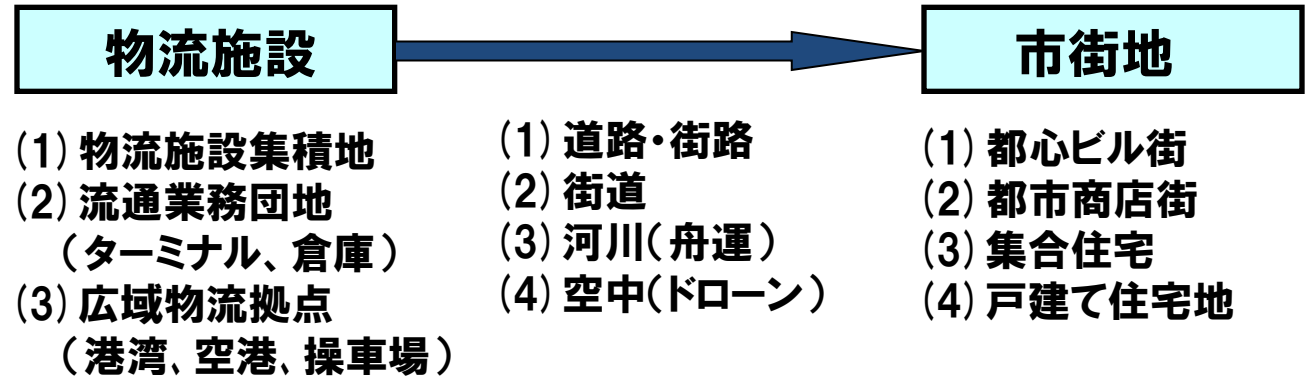 物流施設
(1) 物流施設集積地
(2) 流通業務団地
(ターミナル、倉庫)
(3) 広域物流拠点
(港湾、空港、操車場)
(1) 道路・街路
(2) 街道
(3) 河川(舟運)
(4) 空中(ドローン)
市街地
(1) 都心ビル街
(2) 都市商店街
(3) 集合住宅
(4) 戸建て住宅地